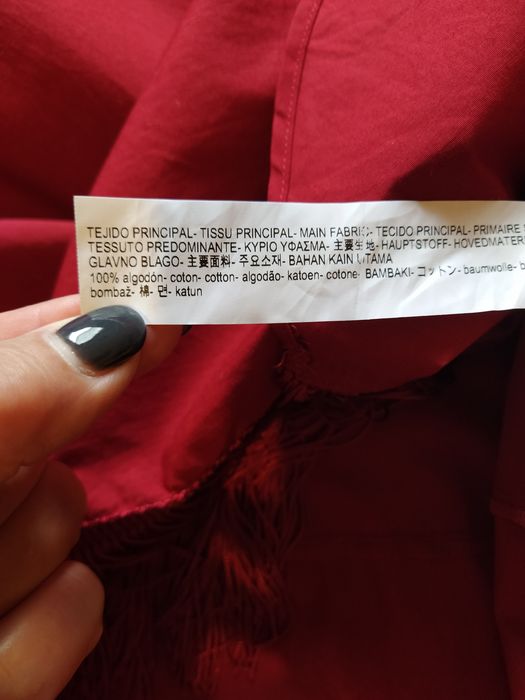 TEJIDO PRINCIPAL- TISSU PRINCIPAL- MAIN FABRIC- TECIDO PRINCIPAL- PRIMAIRE
TESSUTO PREDOMINANTE- ΚΥΡΙΟ ΥΦΑΣΜΑ- 主要生地- HAUPTSTOFF- HOVEDMATER
GLAVNO BLAGO- 主要面料- 주요소재- BAHAN KAIN UTAMA
100% algodón- coton- cotton- algodão- katoen- cotone- ΒΑΜΒΑΚΙ- コットン- baumwolle- b
bombaž- 棉- 면- katun